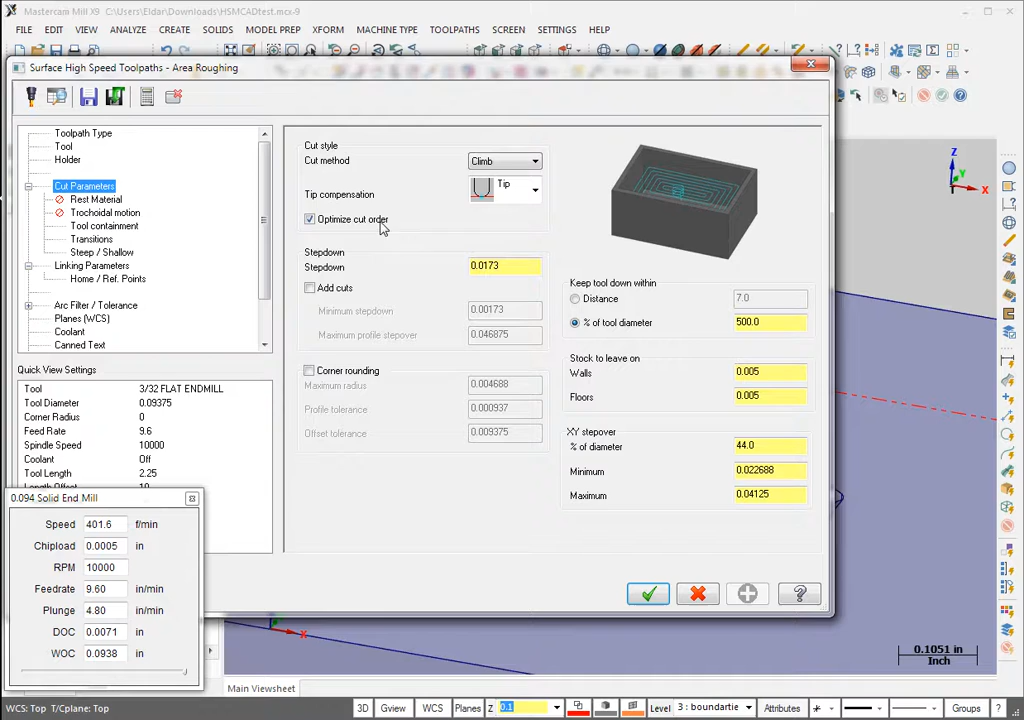 Mastercam Mill X9 C:\Users\Eldar\Downloads\HSMCADtest.mcx-9
FILE EDIT VIEW ANALYZE CREATE SOLIDS MODEL PREP XFORM MACHINE TYPE TOOLPATHS SCREEN SETTINGS HELP
Surface High Speed Toolpaths - Area Roughing
Toolpath Type
Tool
Holder
Cut Parameters
Rest Material
Trochoidal motion
Tool containment
Transitions
Steep / Shallow
Linking Parameters
Home / Ref. Points
Arc Filter / Tolerance
Planes (WCS)
Coolant
Canned Text
Quick View Settings
Tool 3/32 FLAT ENDMILL
Tool Diameter 0.09375
Corner Radius 0
Feed Rate 9.6
Spindle Speed 10000
Coolant Off
Tool Length 2.25
Length Offset 10
0.094 Solid End Mill
Speed 401.6 f/min
Chipload 0.0005 in
RPM 10000
Feedrate 9.60 in/min
Plunge 4.80 in/min
DOC 0.0071 in
WOC 0.0938 in
Cut style
Cut method Climb
Tip compensation Tip
Optimize cut order
Stepdown
Stepdown 0.0173
Add cuts
Minimum stepdown 0.00173
Maximum profile stepover 0.046875
Corner rounding
Maximum radius 0.004688
Profile tolerance 0.000937
Offset tolerance 0.009375
Keep tool down within
Distance 7.0
% of tool diameter 500.0
Stock to leave on
Walls 0.005
Floors 0.005
XY stepover
% of diameter 44.0
Minimum 0.022688
Maximum 0.04125
Z
Y
X
X
0.1051 in
Inch
Main Viewsheet
WCS: Top T/Cplane: Top 3D Gview WCS Planes Z 0.1 Level 3 : boundartie Attributes Groups ?